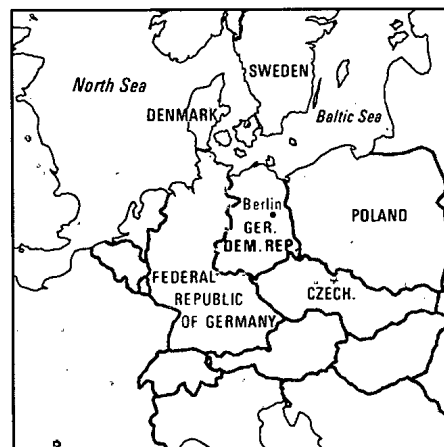 SWEDEN
North Sea
DENMARK
Baltic Sea
Berlin
GER.
DEM. REP.
POLAND
FEDERAL
REPUBLIC
OF GERMANY
CZECH.